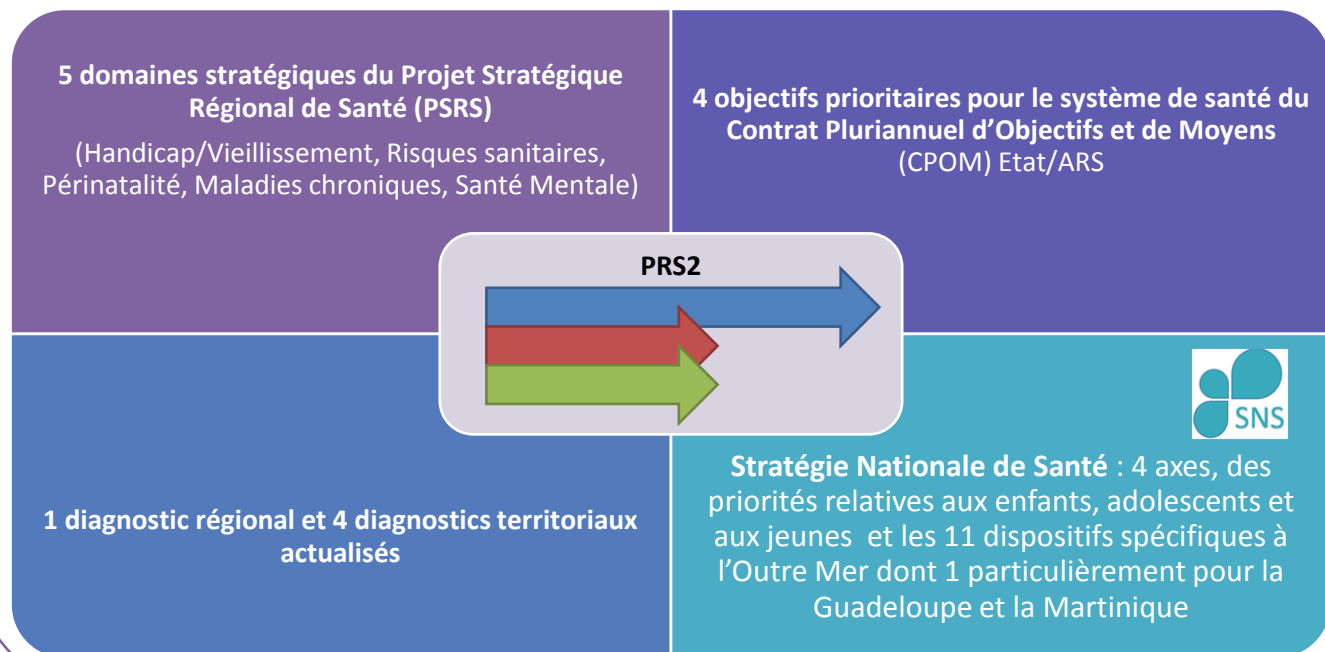 5 domaines stratégiques du Projet Stratégique
Régional de Santé (PSRS)
(Handicap/Vieillissement, Risques sanitaires,
Périnatalité, Maladies chroniques, Santé Mentale)
4 objectifs prioritaires pour le système de santé du
Contrat Pluriannuel d'Objectifs et de Moyens
(CPOM) Etat/ARS
PRS2
1 diagnostic régional et 4 diagnostics territoriaux
actualisés
SNS
Stratégie Nationale de Santé : 4 axes, des
priorités relatives aux enfants, adolescents et
aux jeunes et les 11 dispositifs spécifiques à
l'Outre Mer dont 1 particulièrement pour la
Guadeloupe et la Martinique